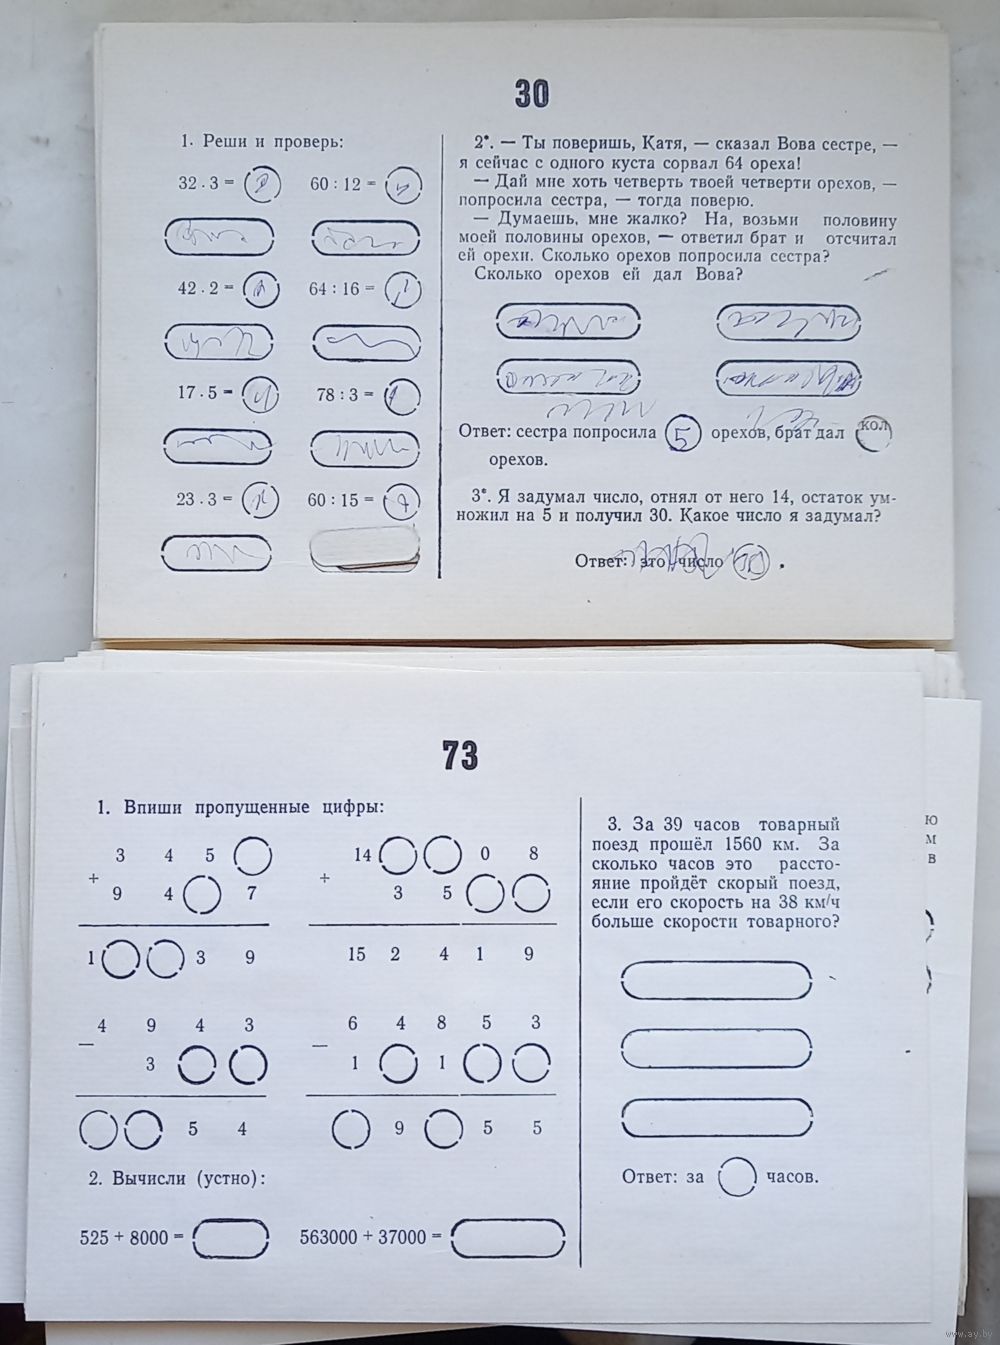 30
1. Реши и проверь:
32 . 3 =
60 : 12 =
42 . 2 =
64 : 16 =
17 . 5 =
78 : 3 =
23 . 3 =
60 : 15 =
2*. — Ты поверишь, Катя, — сказал Вова сестре, —
я сейчас с одного куста сорвал 64 ореха!
— Дай мне хоть четверть твоей четверти орехов, —
попросила сестра, — тогда поверю.
— Думаешь, мне жалко? На, возьми половину
моей половины орехов, — ответил брат и отсчитал
ей орехи. Сколько орехов попросила сестра?
Сколько орехов ей дал Вова?
Ответ: сестра попросила 5 орехов, брат дал кол
орехов.
3*. Я задумал число, отнял от него 14, остаток ум-
ножил на 5 и получил 30. Какое число я задумал?
Ответ: это число .
73
1. Впиши пропущенные цифры:
3 4 5
+
9 4 7
1 3 9
14 0 8
+
3 5
15 2 4 1 9
4 9 4 3
—
3
5 4
6 4 8 5 3
—
1 1
9 5 5
2. Вычисли (устно):
525 + 8000 =
563000 + 37000 =
3. За 39 часов товарный
поезд прошёл 1560 км. За
сколько часов это рассто-
яние пройдёт скорый поезд,
если его скорость на 38 км/ч
больше скорости товарного?
Ответ: за часов.
ю
м
в
www.ay.by